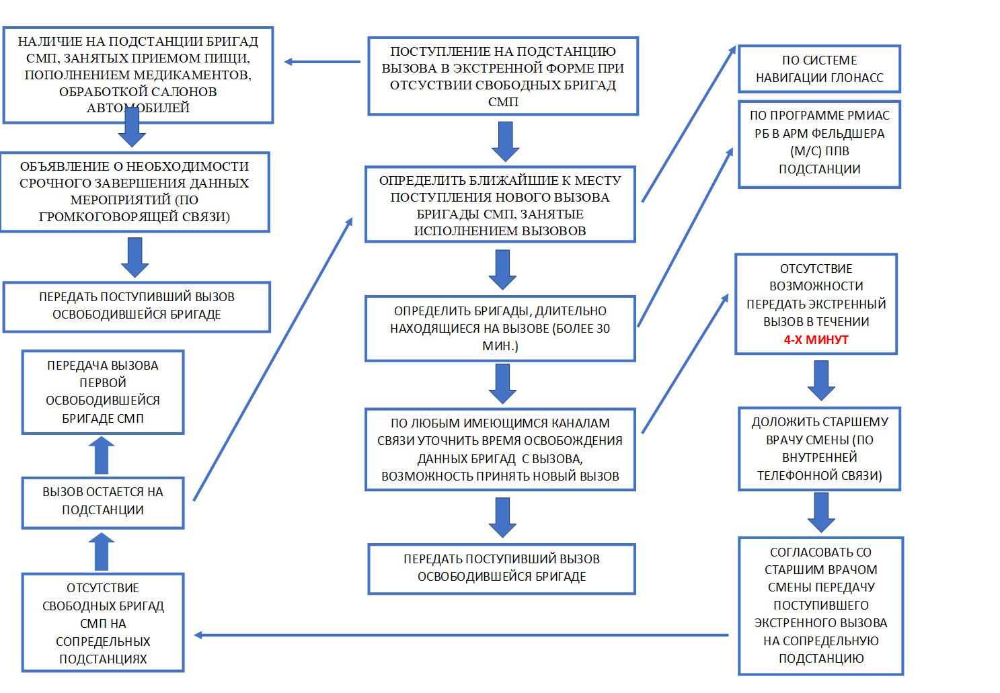 НАЛИЧИЕ НА ПОДСТАНЦИИ БРИГАД
СМП, ЗАНЯТЫХ ПРИЕМОМ ПИЩИ,
ПОПОЛНЕНИЕМ МЕДИКАМЕНТОВ,
ОБРАБОТКОЙ САЛОНОВ
АВТОМОБИЛЕЙ
ОБЪЯВЛЕНИЕ О НЕОБХОДИМОСТИ
СРОЧНОГО ЗАВЕРШЕНИЯ ДАННЫХ
МЕРОПРИЯТИЙ (ПО
ГРОМКОГОВОРЯЩЕЙ СВЯЗИ)
ПЕРЕДАТЬ ПОСТУПИВШИЙ ВЫЗОВ
ОСВОБОДИВШЕЙСЯ БРИГАДЕ
ПЕРЕДАЧА ВЫЗОВА
ПЕРВОЙ
ОСВОБОДИВШЕЙСЯ
БРИГАДЕ СМП
ВЫЗОВ ОСТАЕТСЯ НА
ПОДСТАНЦИИ
ОТСУТСТВИЕ
СВОБОДНЫХ БРИГАД
СМП НА
СОПРЕДЕЛЬНЫХ
ПОДСТАНЦИЯХ
ПОСТУПЛЕНИЕ НА ПОДСТАНЦИЮ
ВЫЗОВА В ЭКСТРЕННОЙ ФОРМЕ ПРИ
ОТСУСТВИИ СВОБОДНЫХ БРИГАД
СМП
ОПРЕДЕЛИТЬ БЛИЖАЙШИЕ К МЕСТУ
ПОСТУПЛЕНИЯ НОВОГО ВЫЗОВА
БРИГАДЫ СМП, ЗАНЯТЫЕ
ИСПОЛНЕНИЕМ ВЫЗОВОВ
ОПРЕДЕЛИТЬ БРИГАДЫ, ДЛИТЕЛЬНО
НАХОДЯЩИЕСЯ НА ВЫЗОВЕ (БОЛЕЕ 30
МИН.)
ПО ЛЮБЫМ ИМЕЮЩИМСЯ КАНАЛАМ
СВЯЗИ УТОЧНИТЬ ВРЕМЯ ОСВОБОЖДЕНИЯ
ДАННЫХ БРИГАД С ВЫЗОВА,
ВОЗМОЖНОСТЬ ПРИНЯТЬ НОВЫЙ ВЫЗОВ
ПЕРЕДАТЬ ПОСТУПИВШИЙ ВЫЗОВ
ОСВОБОДИВШЕЙСЯ БРИГАДЕ
ПО СИСТЕМЕ
НАВИГАЦИИ ГЛОНАСС
ПО ПРОГРАММЕ РМИАС
РБ В АРМ ФЕЛЬДШЕРА
(М/С) ППВ
ПОДСТАНЦИИ
ОТСУТСТВИЕ
ВОЗМОЖНОСТИ
ПЕРЕДАТЬ ЭКСТРЕННЫЙ
ВЫЗОВ В ТЕЧЕНИИ
4-Х МИНУТ
ДОЛОЖИТЬ СТАРШЕМУ
ВРАЧУ СМЕНЫ (ПО
ВНУТРЕННЕЙ
ТЕЛЕФОННОЙ СВЯЗИ)
СОГЛАСОВАТЬ СО
СТАРШИМ ВРАЧОМ
СМЕНЫ ПЕРЕДАЧУ
ПОСТУПИВШЕГО
ЭКСТРЕННОГО ВЫЗОВА
НА СОПРЕДЕЛЬНУЮ
ПОДСТАНЦИЮ